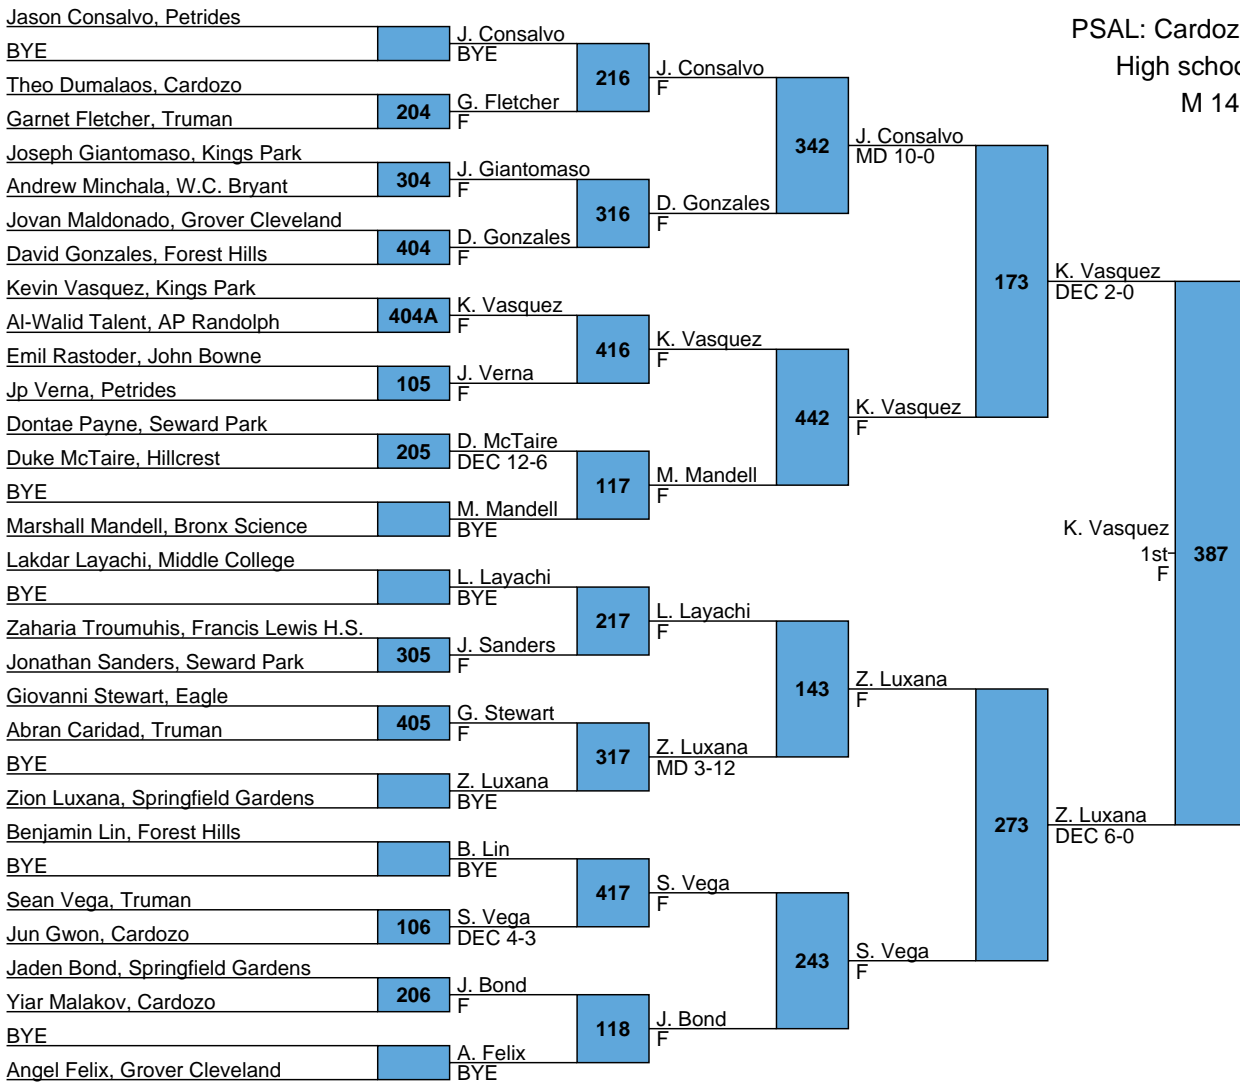 Jason Consalvo, Petrides
BYE
Theo Dumalaos, Cardozo
Garnet Fletcher, Truman
Joseph Giantomaso, Kings Park
Andrew Minchala, W.C. Bryant
Jovan Maldonado, Grover Cleveland
David Gonzales, Forest Hills
Kevin Vasquez, Kings Park
Al-Walid Talent, AP Randolph
Emil Rastoder, John Bowne
Jp Verna, Petrides
Dontae Payne, Seward Park
Duke McTaire, Hillcrest
BYE
Marshall Mandell, Bronx Science
Lakdar Layachi, Middle College
BYE
Zaharia Troumuhis, Francis Lewis H.S.
Jonathan Sanders, Seward Park
Giovanni Stewart, Eagle
Abran Caridad, Truman
BYE
Zion Luxana, Springfield Gardens
Benjamin Lin, Forest Hills
BYE
Sean Vega, Truman
Jun Gwon, Cardozo
Jaden Bond, Springfield Gardens
Yiar Malakov, Cardozo
BYE
Angel Felix, Grover Cleveland
204
304
404
404A
105
205
305
405
106
206
J. Consalvo
BYE
G. Fletcher
F
J. Giantomaso
F
D. Gonzales
F
K. Vasquez
F
J. Verna
F
D. McTaire
DEC 12-6
M. Mandell
BYE
L. Layachi
BYE
J. Sanders
F
G. Stewart
F
Z. Luxana
BYE
B. Lin
BYE
S. Vega
DEC 4-3
J. Bond
F
A. Felix
BYE
216
316
416
117
217
317
417
118
J. Consalvo
F
D. Gonzales
F
K. Vasquez
F
M. Mandell
F
L. Layachi
F
Z. Luxana
MD 3-12
S. Vega
F
J. Bond
F
342
442
143
243
J. Consalvo
MD 10-0
K. Vasquez
F
Z. Luxana
F
S. Vega
F
173
273
K. Vasquez
DEC 2-0
Z. Luxana
DEC 6-0
387
K. Vasquez
1st
F
PSAL: Cardoz
High schoo
M 14